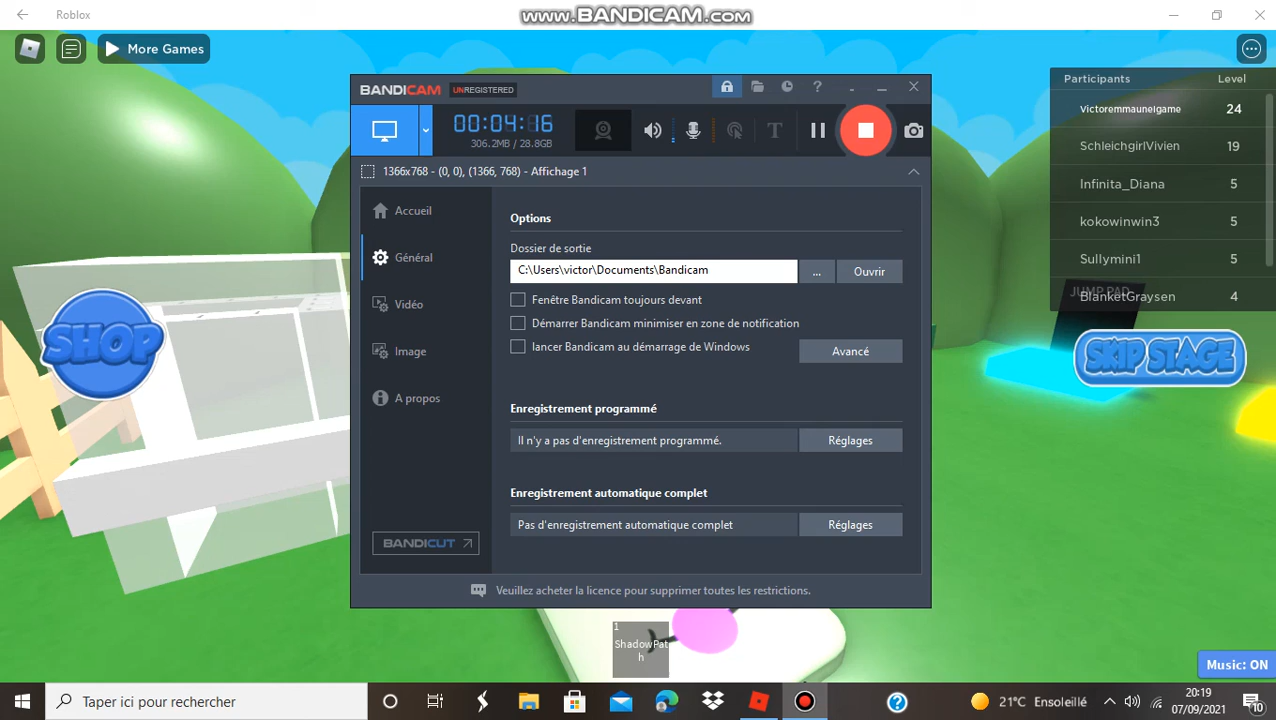 Roblox
www.BANDICAM.com
More Games
BANDICAM UNREGISTERED
?
00:04:16
306.2MB / 28.8GB
T
1366x768 - (0, 0), (1366, 768) - Affichage 1
Accueil
Général
Vidéo
Image
A propos
BANDICUT
Options
Dossier de sortie
C:\Users\victor\Documents\Bandicam
...
Ouvrir
Fenêtre Bandicam toujours devant
Démarrer Bandicam minimiser en zone de notification
lancer Bandicam au démarrage de Windows
Avancé
Enregistrement programmé
Il n'y a pas d'enregistrement programmé.
Réglages
Enregistrement automatique complet
Pas d'enregistrement automatique complet
Réglages
Veuillez acheter la licence pour supprimer toutes les restrictions.
Participants Level
Victoremmaunelgame 24
SchleichgirlVivien 19
Infinita_Diana 5
kokowinwin3 5
Sullymini1 5
BlanketGraysen 4
JUMP PAD
SHOP
SKIP STAGE
1
ShadowPat
h
Music: ON
Taper ici pour rechercher
?
21°C Ensoleillé
20:19
07/09/2021
10